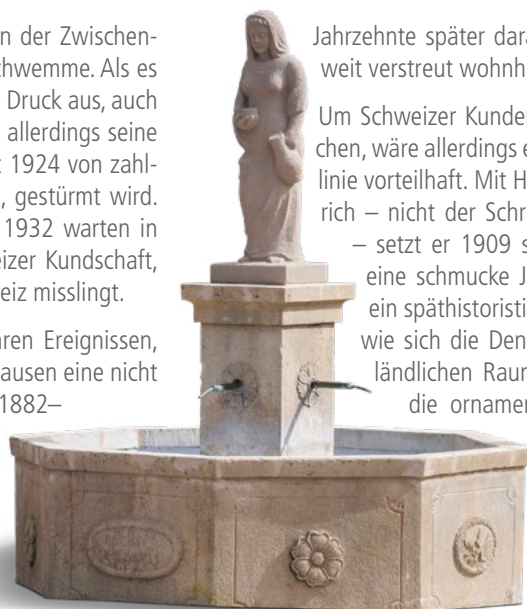 n der Zwischen-
chwemme. Als es
Druck aus, auch
allerdings seine
t 1924 von zahl-
, gestürmt wird.
1932 warten in
eizer Kundschaft,
eiz misslingt.
aren Ereignissen,
ausen eine nicht
1882–
Jahrzehnte später dara
weit verstreut wohnh
Um Schweizer Kunde
chen, wäre allerdings e
linie vorteilhaft. Mit H
rich – nicht der Schr
– setzt er 1909 s
eine schmucke J
ein späthistoristi
wie sich die Den
ländlichen Raum
die ornamen